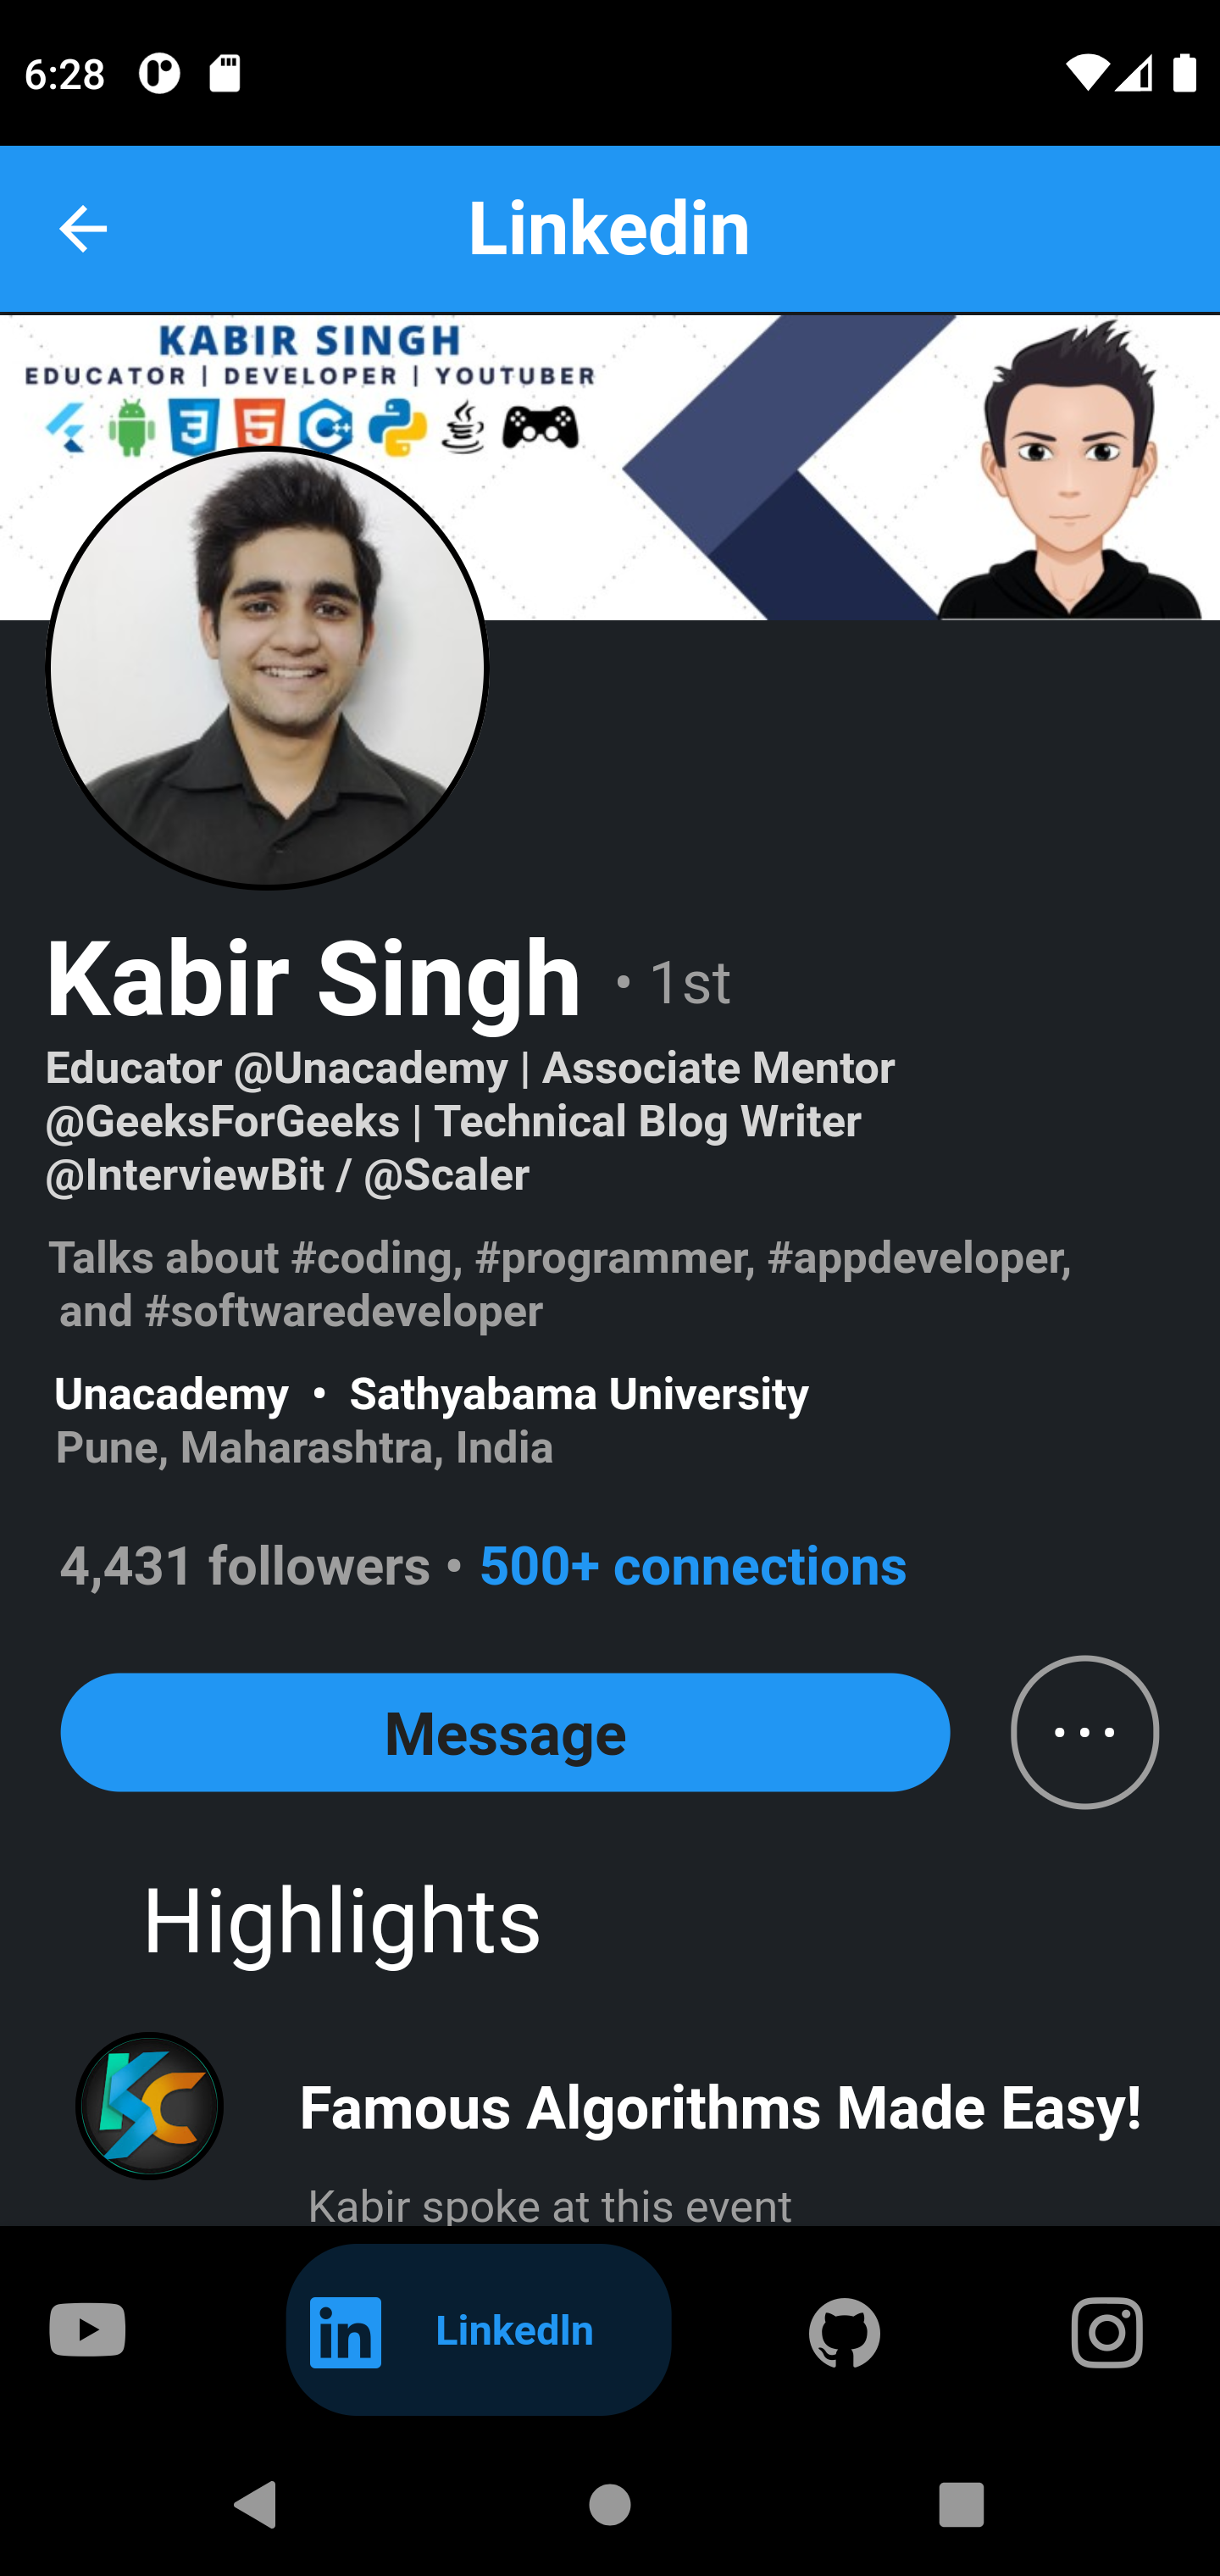 6:28
Linkedin
KABIR SINGH
EDUCATOR | DEVELOPER | YOUTUBER
Kabir Singh • 1st
Educator @Unacademy | Associate Mentor
@GeeksForGeeks | Technical Blog Writer
@InterviewBit / @Scaler
Talks about #coding, #programmer, #appdeveloper,
and #softwaredeveloper
Unacademy • Sathyabama University
Pune, Maharashtra, India
4,431 followers • 500+ connections
Message
Highlights
Famous Algorithms Made Easy!
Kabir spoke at this event
LinkedIn